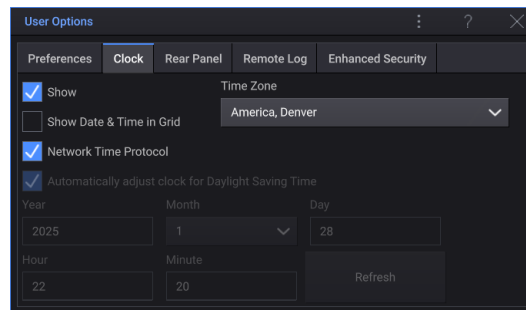 User Options
Preferences Clock Rear Panel Remote Log Enhanced Security
Show
Time Zone
America, Denver
Show Date & Time in Grid
Network Time Protocol
Automatically adjust clock for Daylight Saving Time
Year Month Day
2025 1 28
Hour Minute
22 20 Refresh